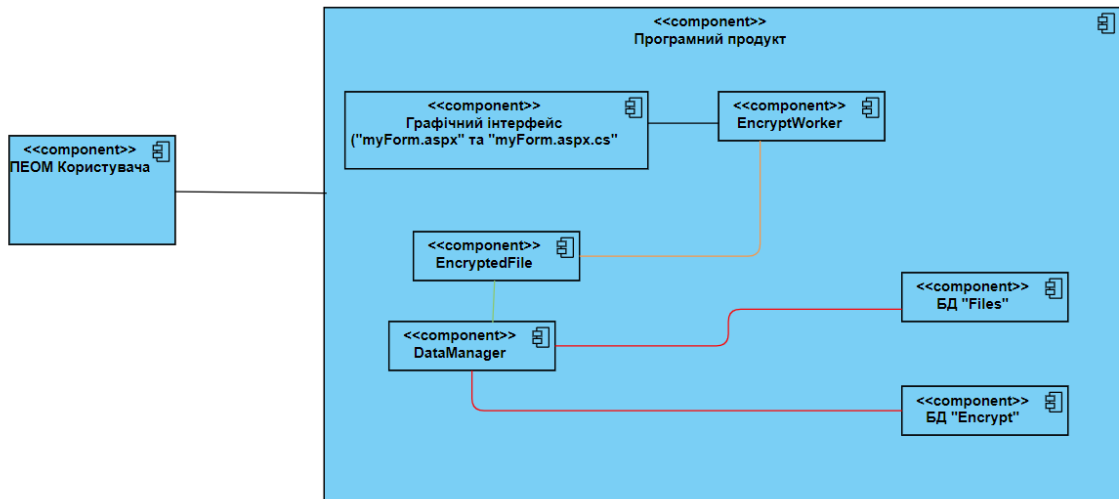 <<component>>
Програмний продукт
<<component>>
Графічний інтерфейс
("myForm.aspx" та "myForm.aspx.cs"
<<component>>
EncryptWorker
<<component>>
ПЕОМ Користувача
<<component>>
EncryptedFile
<<component>>
БД "Files"
<<component>>
DataManager
<<component>>
БД "Encrypt"